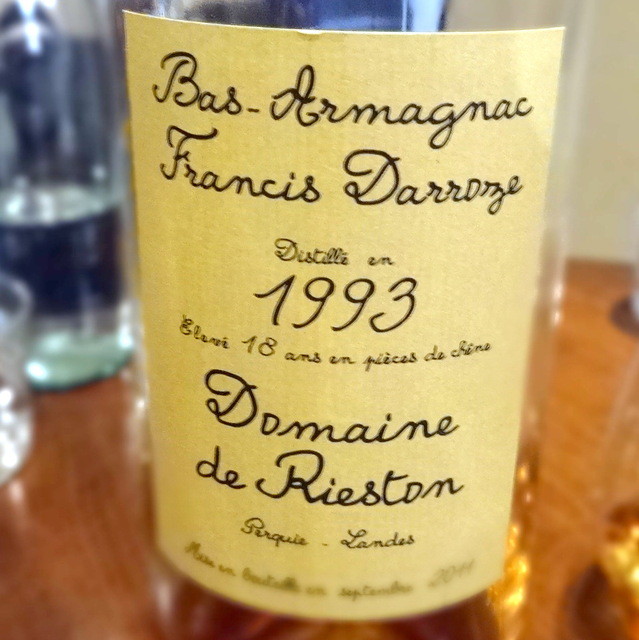 Bas-Armagnac
Francis Darroze
Distillé en
1993
Elevé 18 ans en pièces de chêne
Domaine
de Rieston
Perquie - Landes
Mise en bouteille en septembre 2011